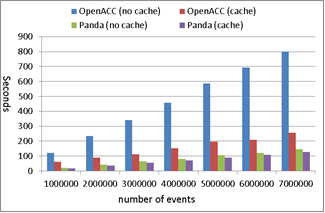 OpenACC (no cache) OpenACC (cache)
Panda (no cache) Panda (cache)
900
800
700
600
500
400
300
200
100
0
Seconds
1000000 2000000 3000000 4000000 5000000 6000000 7000000
number of events